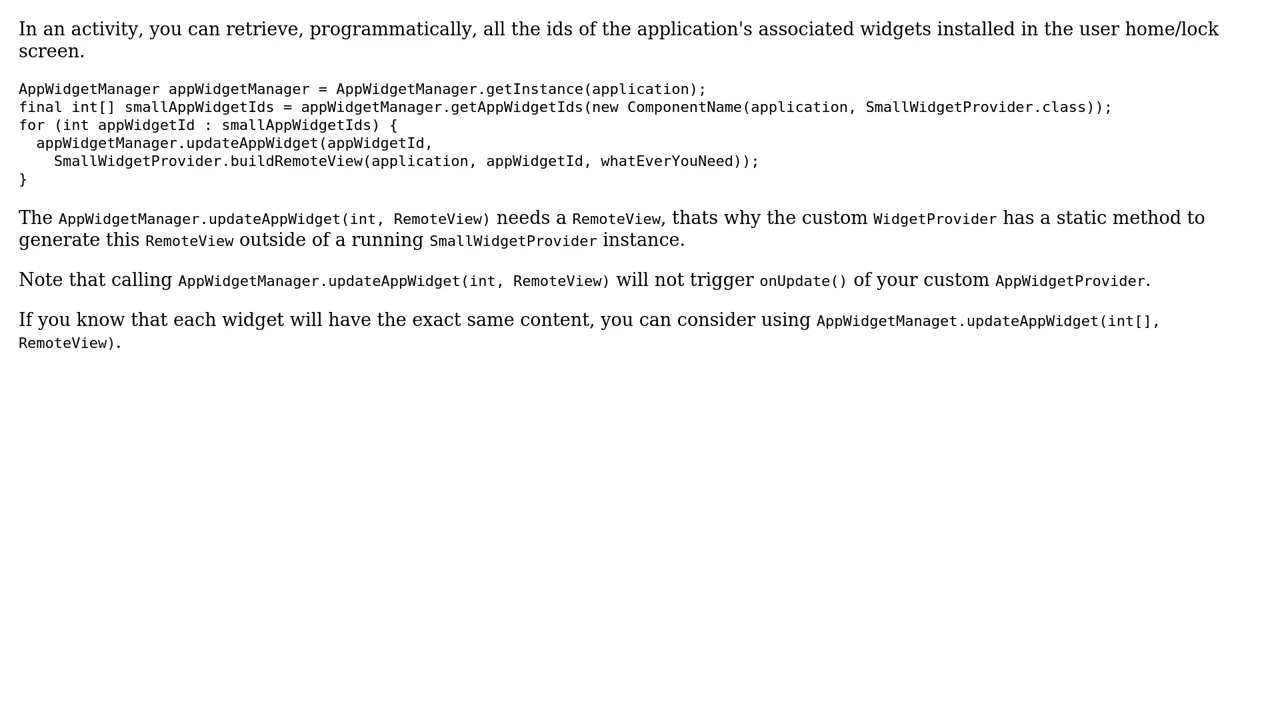 In an activity, you can retrieve, programmatically, all the ids of the application's associated widgets installed in the user home/lock
screen.
AppWidgetManager appWidgetManager = AppWidgetManager.getInstance(application);
final int[] smallAppWidgetIds = appWidgetManager.getAppWidgetIds(new ComponentName(application, SmallWidgetProvider.class));
for (int appWidgetId : smallAppWidgetIds) {
  appWidgetManager.updateAppWidget(appWidgetId,
    SmallWidgetProvider.buildRemoteView(application, appWidgetId, whatEverYouNeed));
}
The AppWidgetManager.updateAppWidget(int, RemoteView) needs a RemoteView, thats why the custom WidgetProvider has a static method to
generate this RemoteView outside of a running SmallWidgetProvider instance.
Note that calling AppWidgetManager.updateAppWidget(int, RemoteView) will not trigger onUpdate() of your custom AppWidgetProvider.
If you know that each widget will have the exact same content, you can consider using AppWidgetManaget.updateAppWidget(int[],
RemoteView).